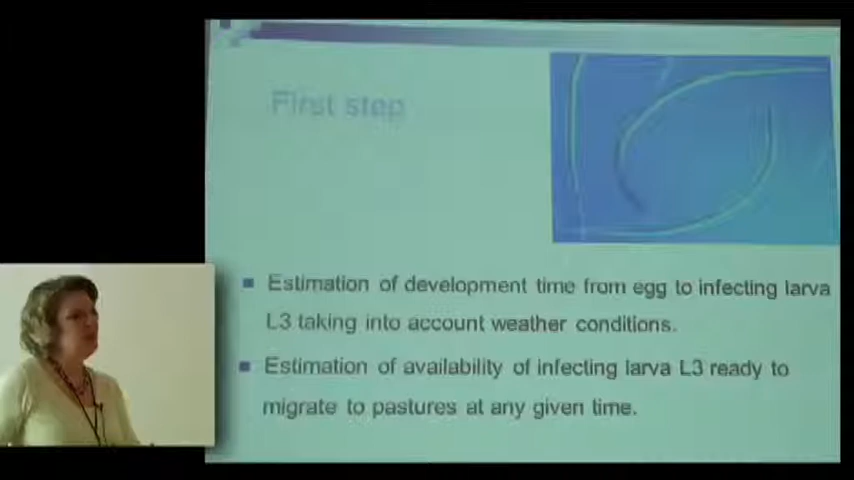 First step
Estimation of development time from egg to infecting larva
L3 taking into account weather conditions.
Estimation of availability of infecting larva L3 ready to
migrate to pastures at any given time.